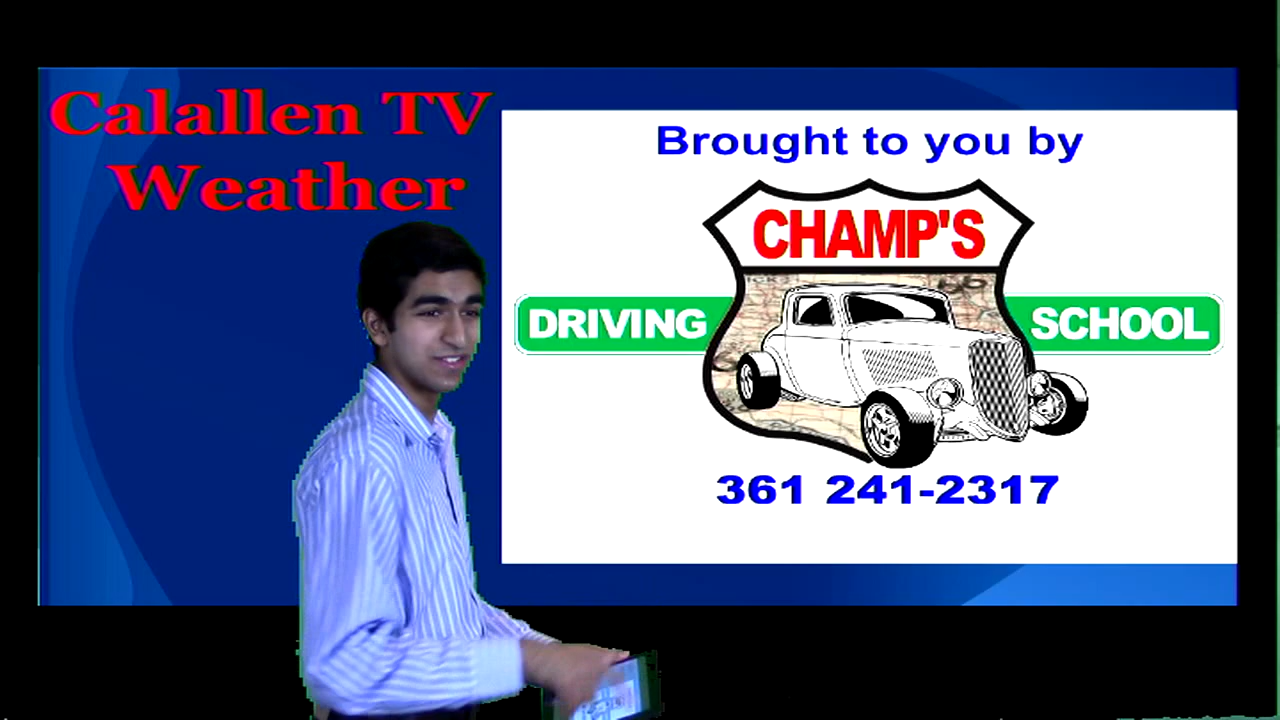 Calallen TV
Weather
Brought to you by
CHAMP'S
DRIVING SCHOOL
361 241-2317